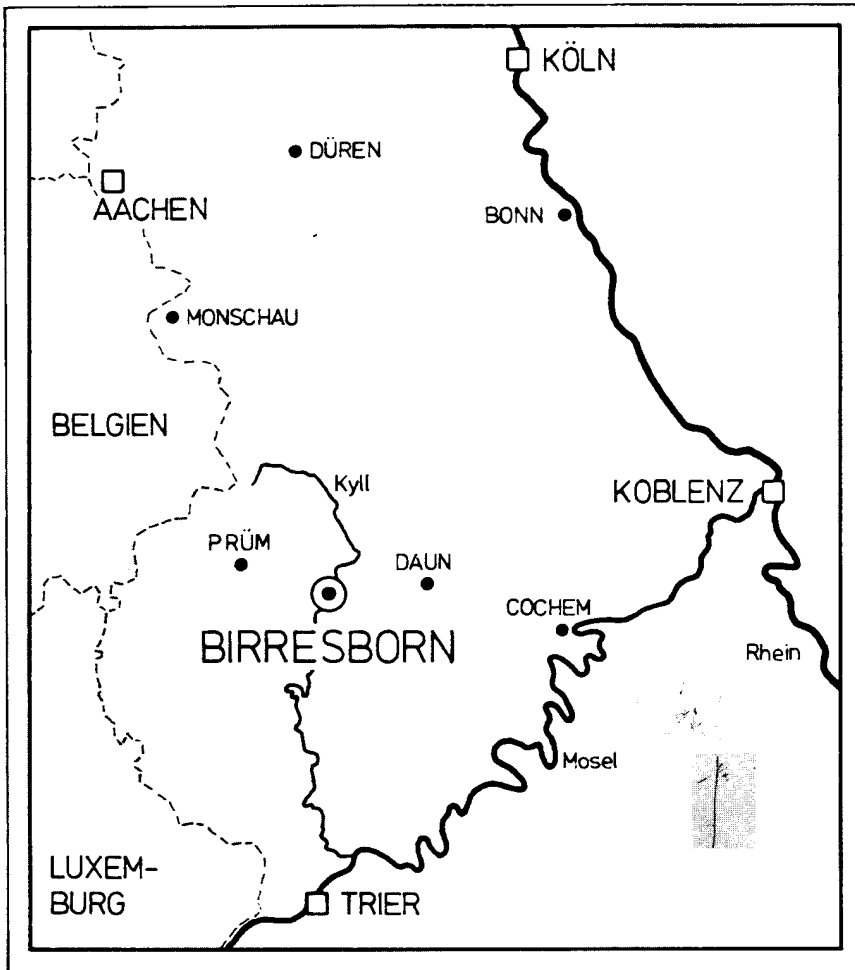 KÖLN
DÜREN
AACHEN
BONN
MONSCHAU
BELGIEN
Kyll
KOBLENZ
PRÜM
DAUN
COCHEM
BIRRESBORN
Rhein
Mosel
LUXEM-
BURG
TRIER